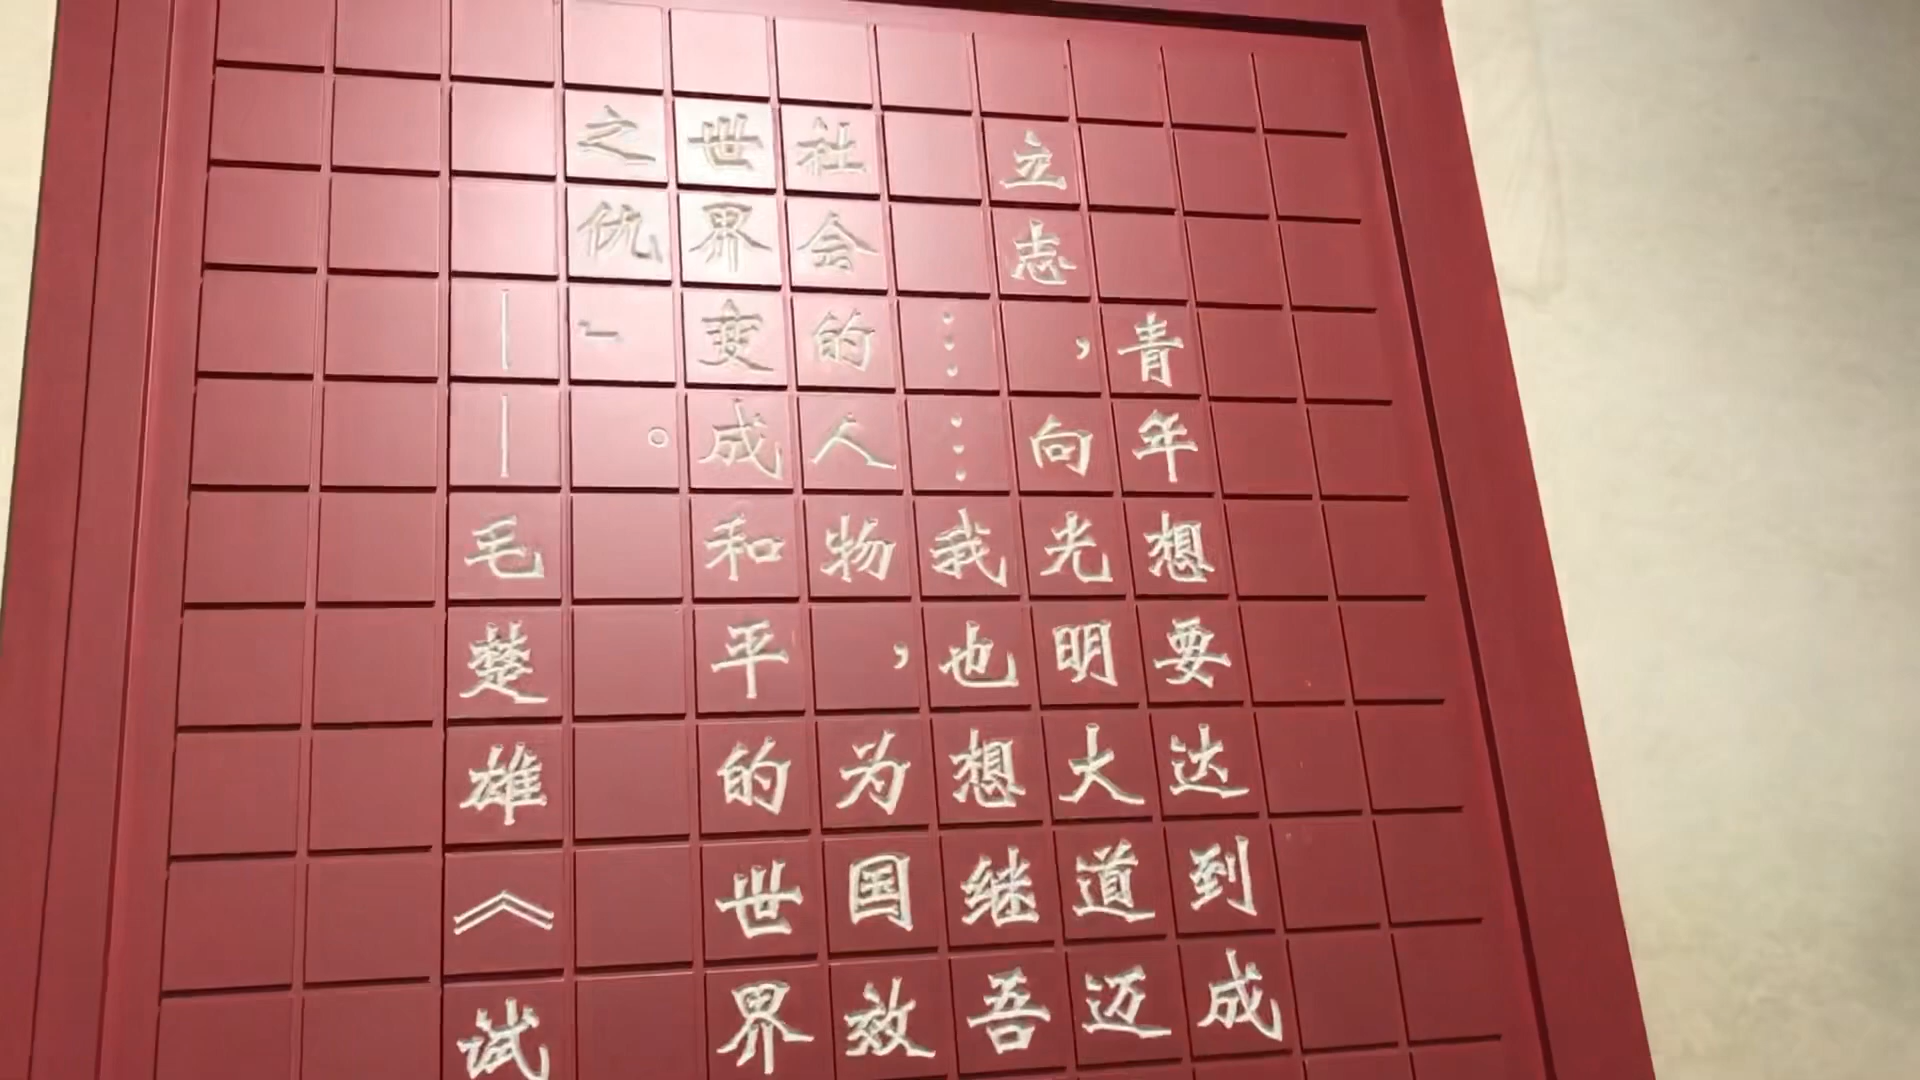 青年想要达到成
立志，向光明大道迈
……我也想继吾
社会的人物，为国效
世界变成和平的世界
之仇”。
——毛楚雄《试